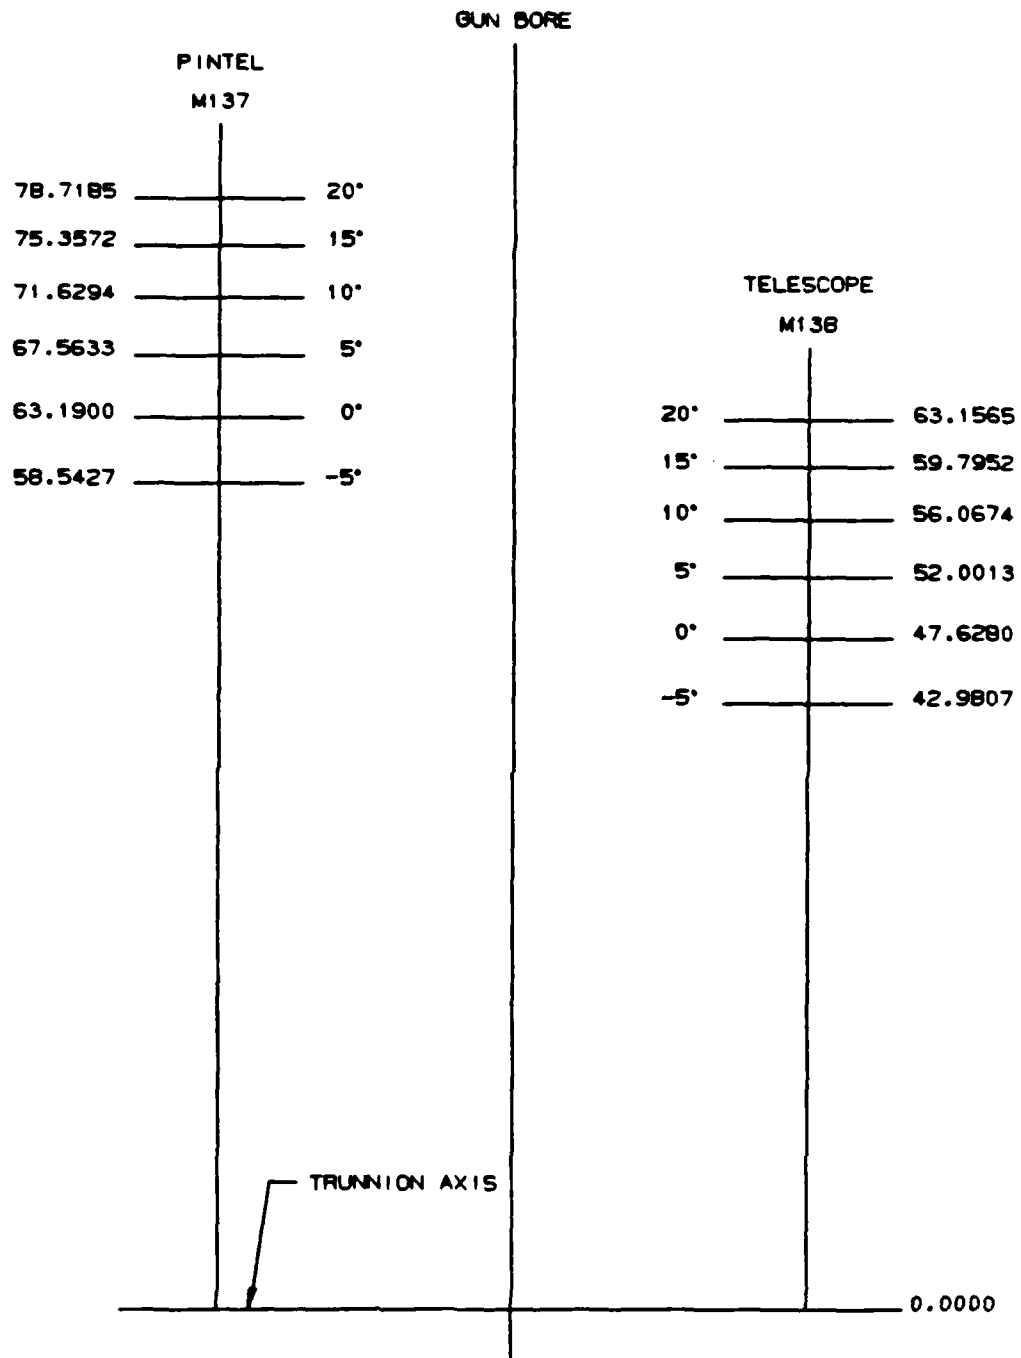 GUN BORE
PINTEL
M137
78.7185 20°
75.3572 15°
71.6294 10°
67.5633 5°
63.1900 0°
58.5427 -5°
TELESCOPE
M138
20° 63.1565
15° 59.7952
10° 56.0674
5° 52.0013
0° 47.6280
-5° 42.9807
TRUNNION AXIS
0.0000